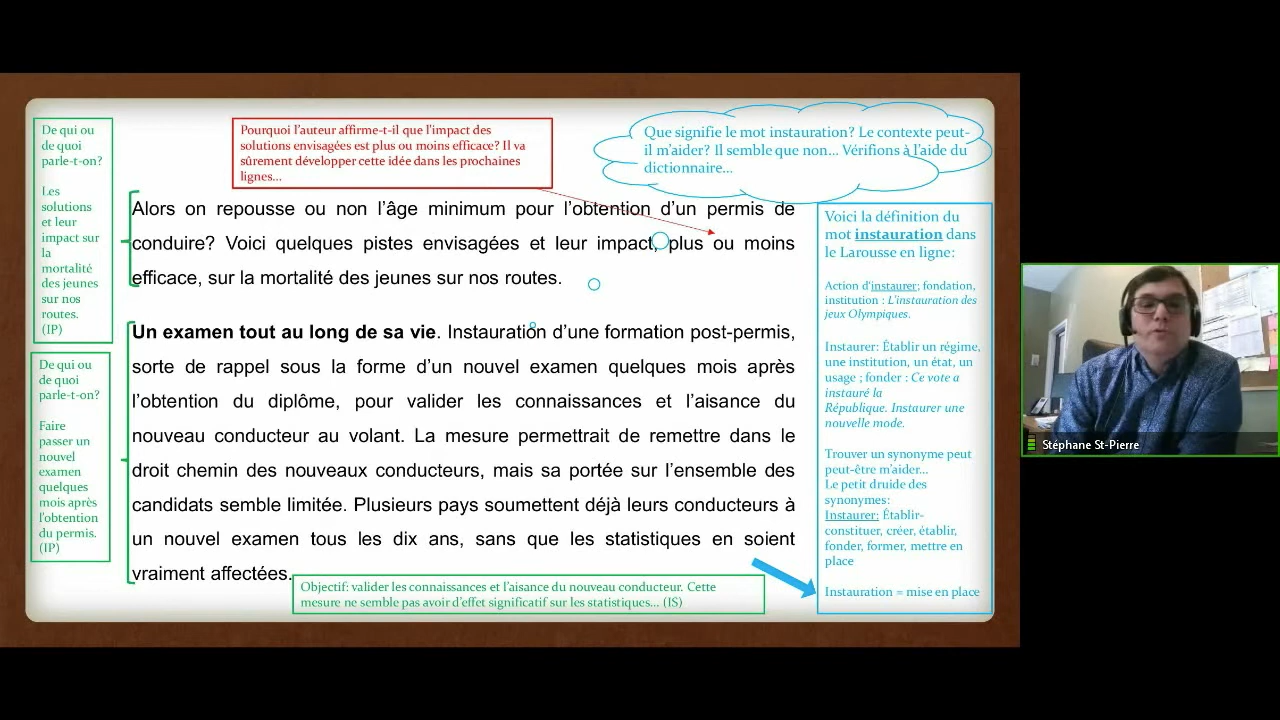 De qui ou
de quoi
parle-t-on?
Les
solutions
et leur
impact sur
la
mortalité
des jeunes
sur nos
routes.
(IP)
De qui ou
de quoi
parle-t-on?
Faire
passer un
nouvel
examen
quelques
mois après
l'obtention
du permis.
(IP)
Pourquoi l'auteur affirme-t-il que l'impact des
solutions envisagées est plus ou moins efficace? Il va
sûrement développer cette idée dans les prochaines
lignes...
Alors on repousse ou non l'âge minimum pour l'obtention d'un permis de
conduire? Voici quelques pistes envisagées et leur impact, plus ou moins
efficace, sur la mortalité des jeunes sur nos routes.
Un examen tout au long de sa vie. Instauration d'une formation post-permis,
sorte de rappel sous la forme d'un nouvel examen quelques mois après
l'obtention du diplôme, pour valider les connaissances et l'aisance du
nouveau conducteur au volant. La mesure permettrait de remettre dans le
droit chemin des nouveaux conducteurs, mais sa portée sur l'ensemble des
candidats semble limitée. Plusieurs pays soumettent déjà leurs conducteurs à
un nouvel examen tous les dix ans, sans que les statistiques en soient
vraiment affectées.
Objectif: valider les connaissances et l'aisance du nouveau conducteur. Cette
mesure ne semble pas avoir d'effet significatif sur les statistiques... (IS)
Que signifie le mot instauration? Le contexte peut-
il m'aider? Il semble que non... Vérifions à l'aide du
dictionnaire...
Voici la définition du
mot instauration dans
le Larousse en ligne:
Action d'instaurer; fondation,
institution : L'instauration des
jeux Olympiques.
Instaurer: Établir un régime,
une institution, un état, un
usage ; fonder : Ce vote a
instauré la
République. Instaurer une
nouvelle mode.
Trouver un synonyme peut
peut-être m'aider...
Le petit druide des
synonymes:
Instaurer: Établir-
constituer, créer, établir,
fonder, former, mettre en
place
Instauration = mise en place
Stéphane St-Pierre